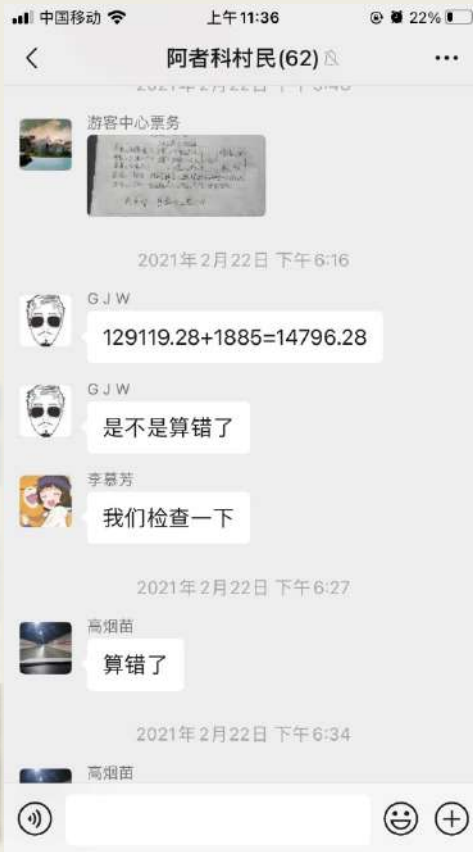 中国移动 上午11:36 22%
阿者科村民(62)
游客中心票务
2021年2月22日 下午6:16
GJW
129119.28+1885=14796.28
GJW
是不是算错了
李慕芳
我们检查一下
2021年2月22日 下午6:27
高烟苗
算错了
2021年2月22日 下午6:34
高烟苗